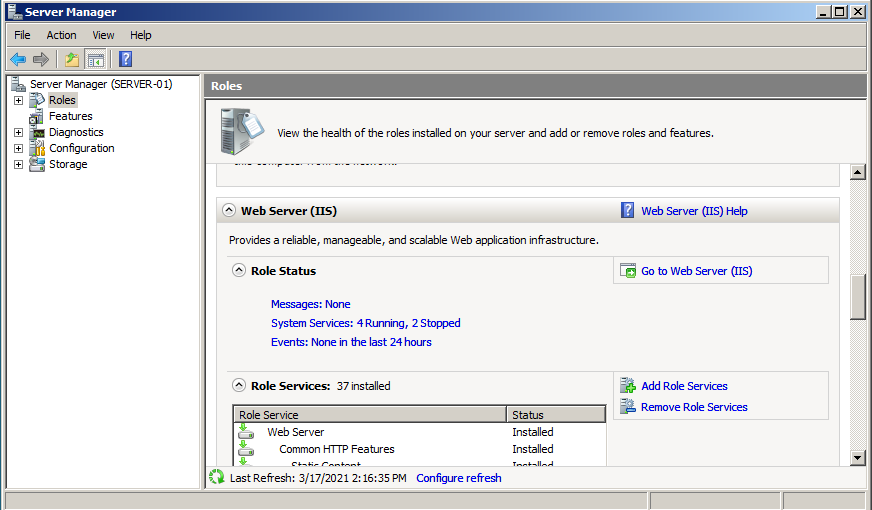 Server Manager
File Action View Help
Server Manager (SERVER-01)
Roles
Features
Diagnostics
Configuration
Storage
Roles
View the health of the roles installed on your server and add or remove roles and features.
this computer from the network.
Web Server (IIS)
Web Server (IIS) Help
Provides a reliable, manageable, and scalable Web application infrastructure.
Role Status
Go to Web Server (IIS)
Messages: None
System Services: 4 Running, 2 Stopped
Events: None in the last 24 hours
Role Services: 37 installed
Add Role Services
Remove Role Services
Role Service Status
Web Server Installed
Common HTTP Features Installed
Static Content Installed
Last Refresh: 3/17/2021 2:16:35 PM Configure refresh